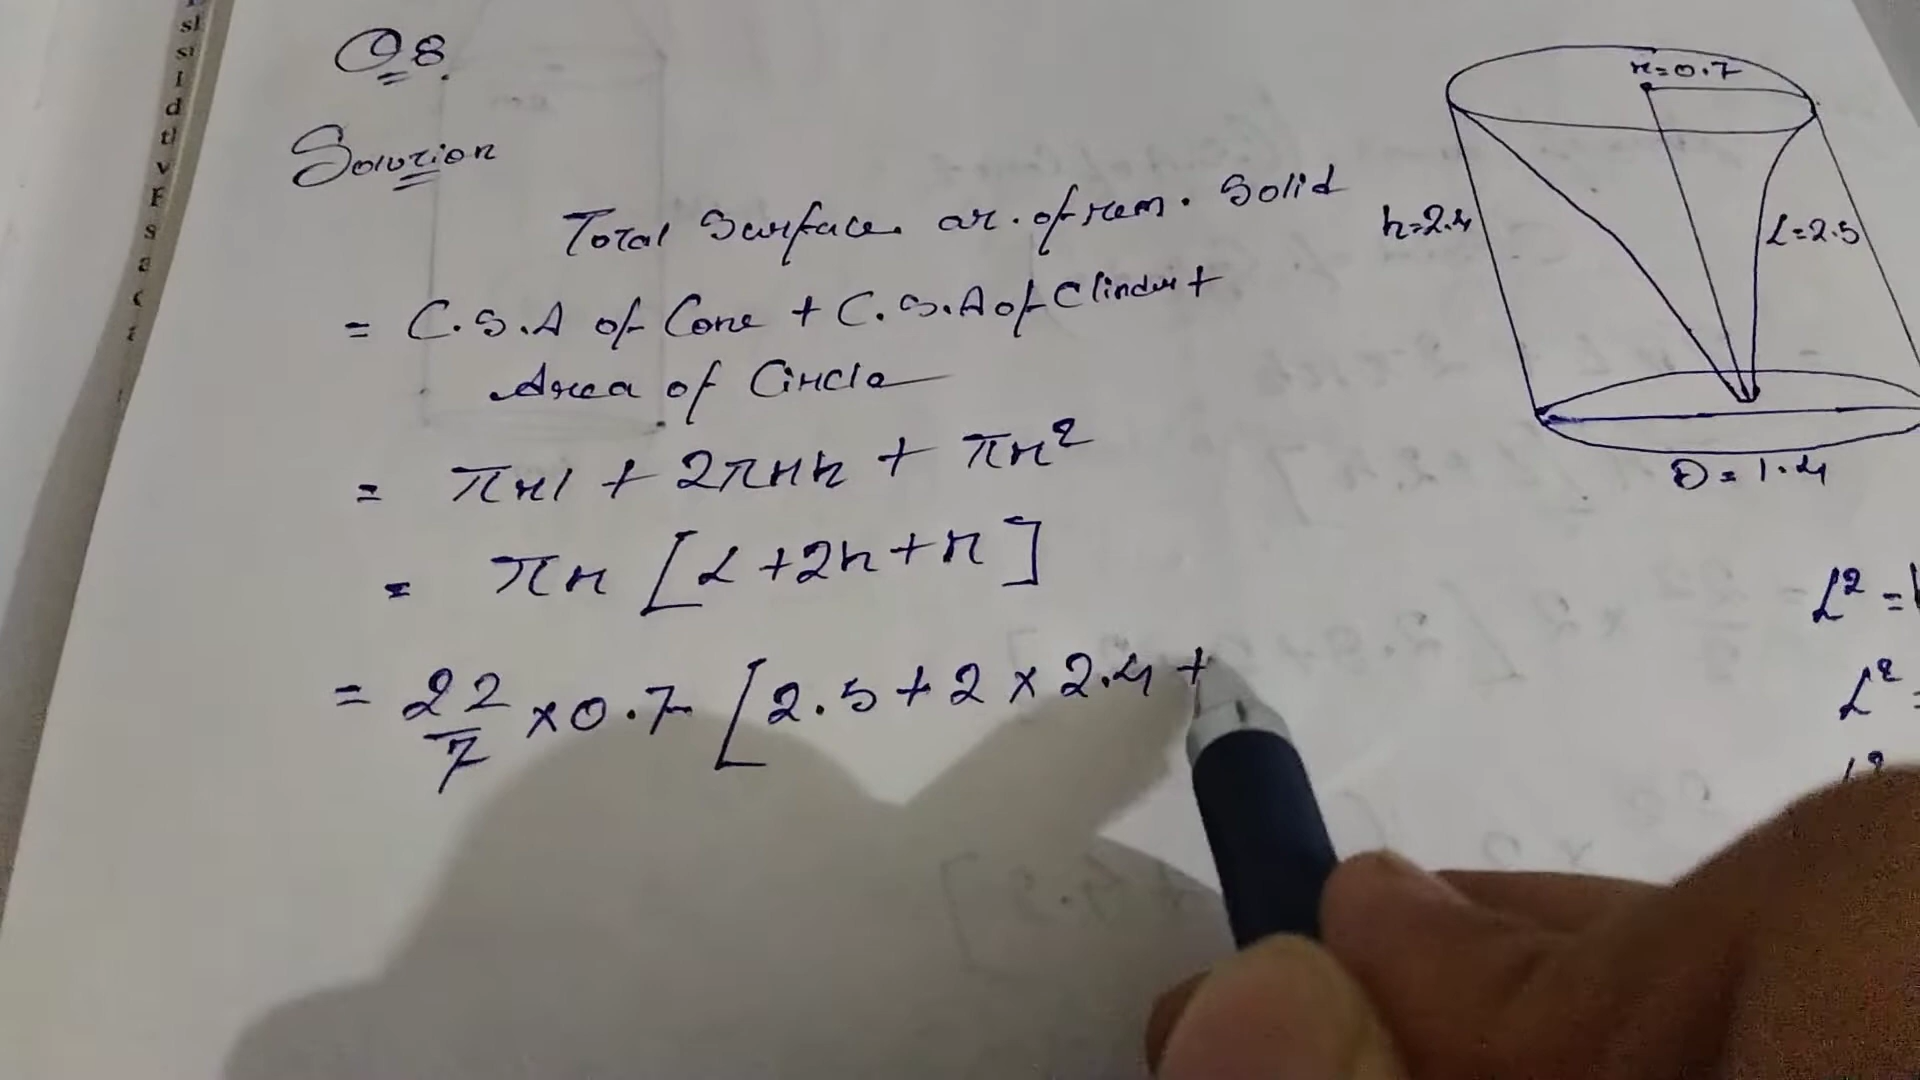 Q8.
Solution
Total Surface. ar. of rem. Solid
= C.S.A of Cone + C.S.A of Clinder +
Area of Circle
= πrl + 2πrh + πr²
= πr [L + 2h + r]
= 22/7 × 0.7 [2.5 + 2 × 2.4 +
r=0.7
h=2.4
L=2.5
D=1.4
L² =
L² =
L²